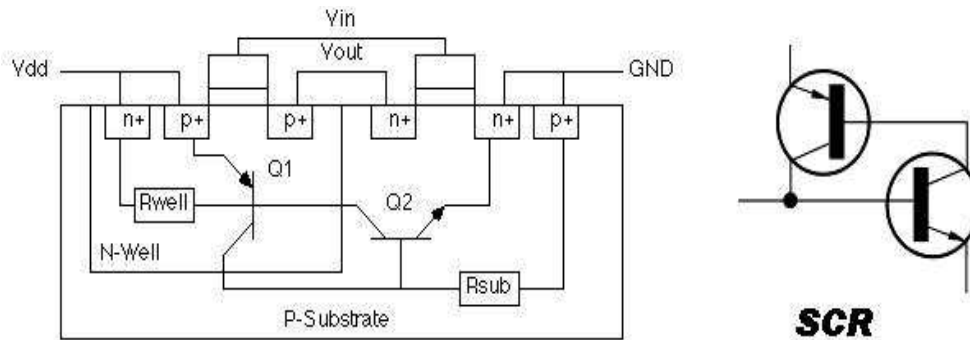 Vin
Vout
Vdd
GND
n+ p+ p+ n+ n+ p+
Q1
Q2
Rwell
N-Well
Rsub
P-Substrate
SCR